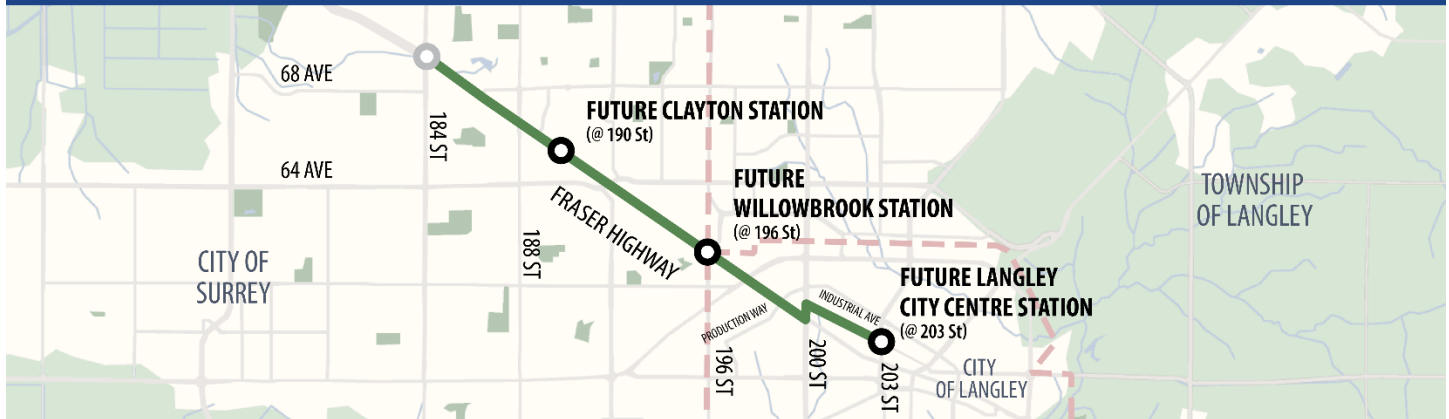 68 AVE
184 ST
FUTURE CLAYTON STATION
(@ 190 St)
64 AVE
188 ST
FRASER HIGHWAY
FUTURE
WILLOWBROOK STATION
(@ 196 St)
TOWNSHIP
OF LANGLEY
CITY OF
SURREY
FUTURE LANGLEY
CITY CENTRE STATION
(@ 203 St)
INDUSTRIAL AVE
PRODUCTION WAY
196 ST
200 ST
203 ST
CITY
OF LANGLEY